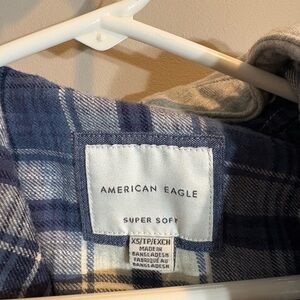 AMERICAN EAGLE
SUPER SOFT
XS/TP/EXCH
MADE IN
BANGLADESH
FABRIQUÉ AU
BANGLADESH